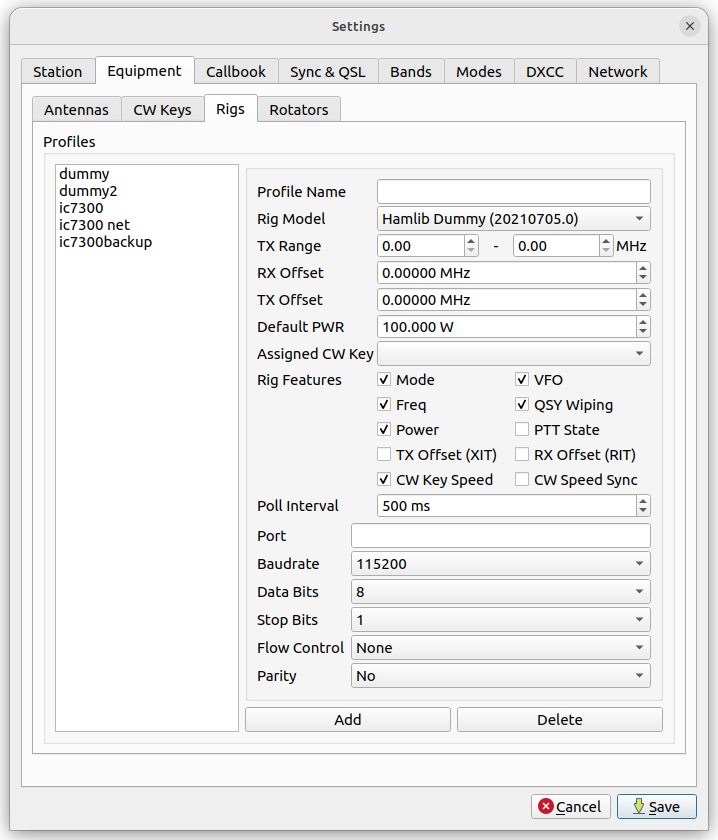 Settings
Station Equipment Callbook Sync & QSL Bands Modes DXCC Network
Antennas CW Keys Rigs Rotators
Profiles
dummy
dummy2
ic7300
ic7300 net
ic7300backup
Profile Name
Rig Model Hamlib Dummy (20210705.0)
TX Range 0.00 - 0.00 MHz
RX Offset 0.00000 MHz
TX Offset 0.00000 MHz
Default PWR 100.000 W
Assigned CW Key
Rig Features Mode VFO
Freq QSY Wiping
Power PTT State
TX Offset (XIT) RX Offset (RIT)
CW Key Speed CW Speed Sync
Poll Interval 500 ms
Port
Baudrate 115200
Data Bits 8
Stop Bits 1
Flow Control None
Parity No
Add Delete
Cancel Save